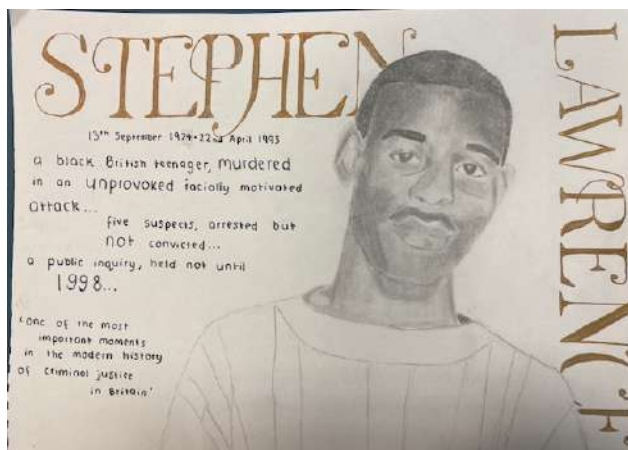 STEPHEN
LAWRENCE
13th September 1974-22nd April 1993
a black British teenager, murdered
in an unprovoked racially motivated
attack...
five suspects, arrested but
not convicted...
a public inquiry, held not until
1998...
'one of the most
important moments
in the modern history
of criminal justice
in Britain'